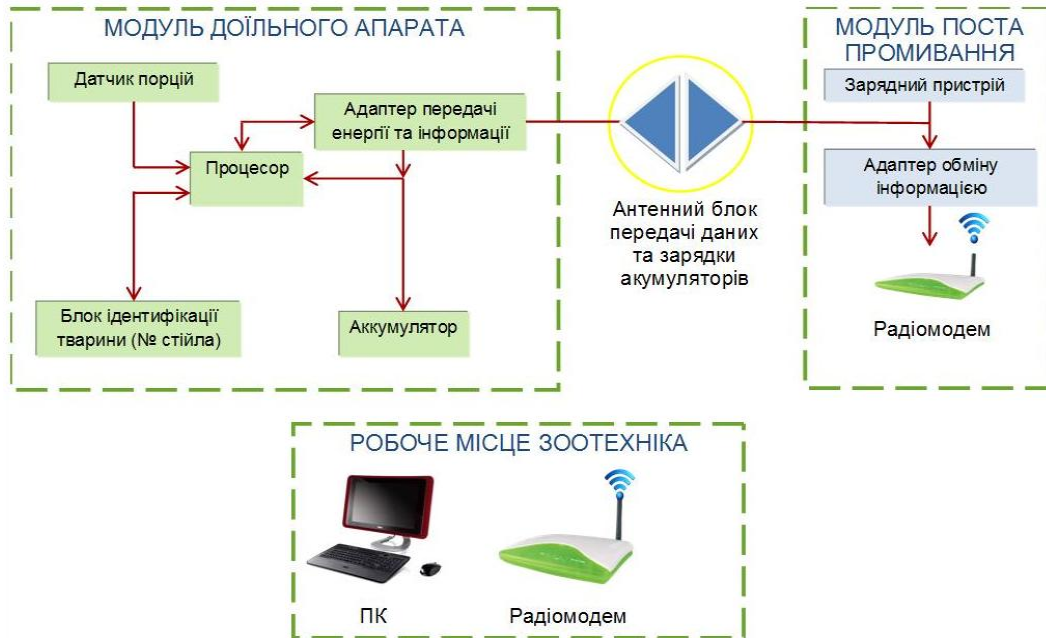 МОДУЛЬ ДОЇЛЬНОГО АПАРАТА
Датчик порцій
Адаптер передачі
енергії та інформації
Процесор
Блок ідентифікації
тварини (№ стійла)
Аккумулятор
Антенний блок
передачі даних
та зарядки
акумуляторів
МОДУЛЬ ПОСТА
ПРОМИВАННЯ
Зарядний пристрій
Адаптер обміну
інформацією
Радіомодем
РОБОЧЕ МІСЦЕ ЗООТЕХНІКА
ПК
Радіомодем